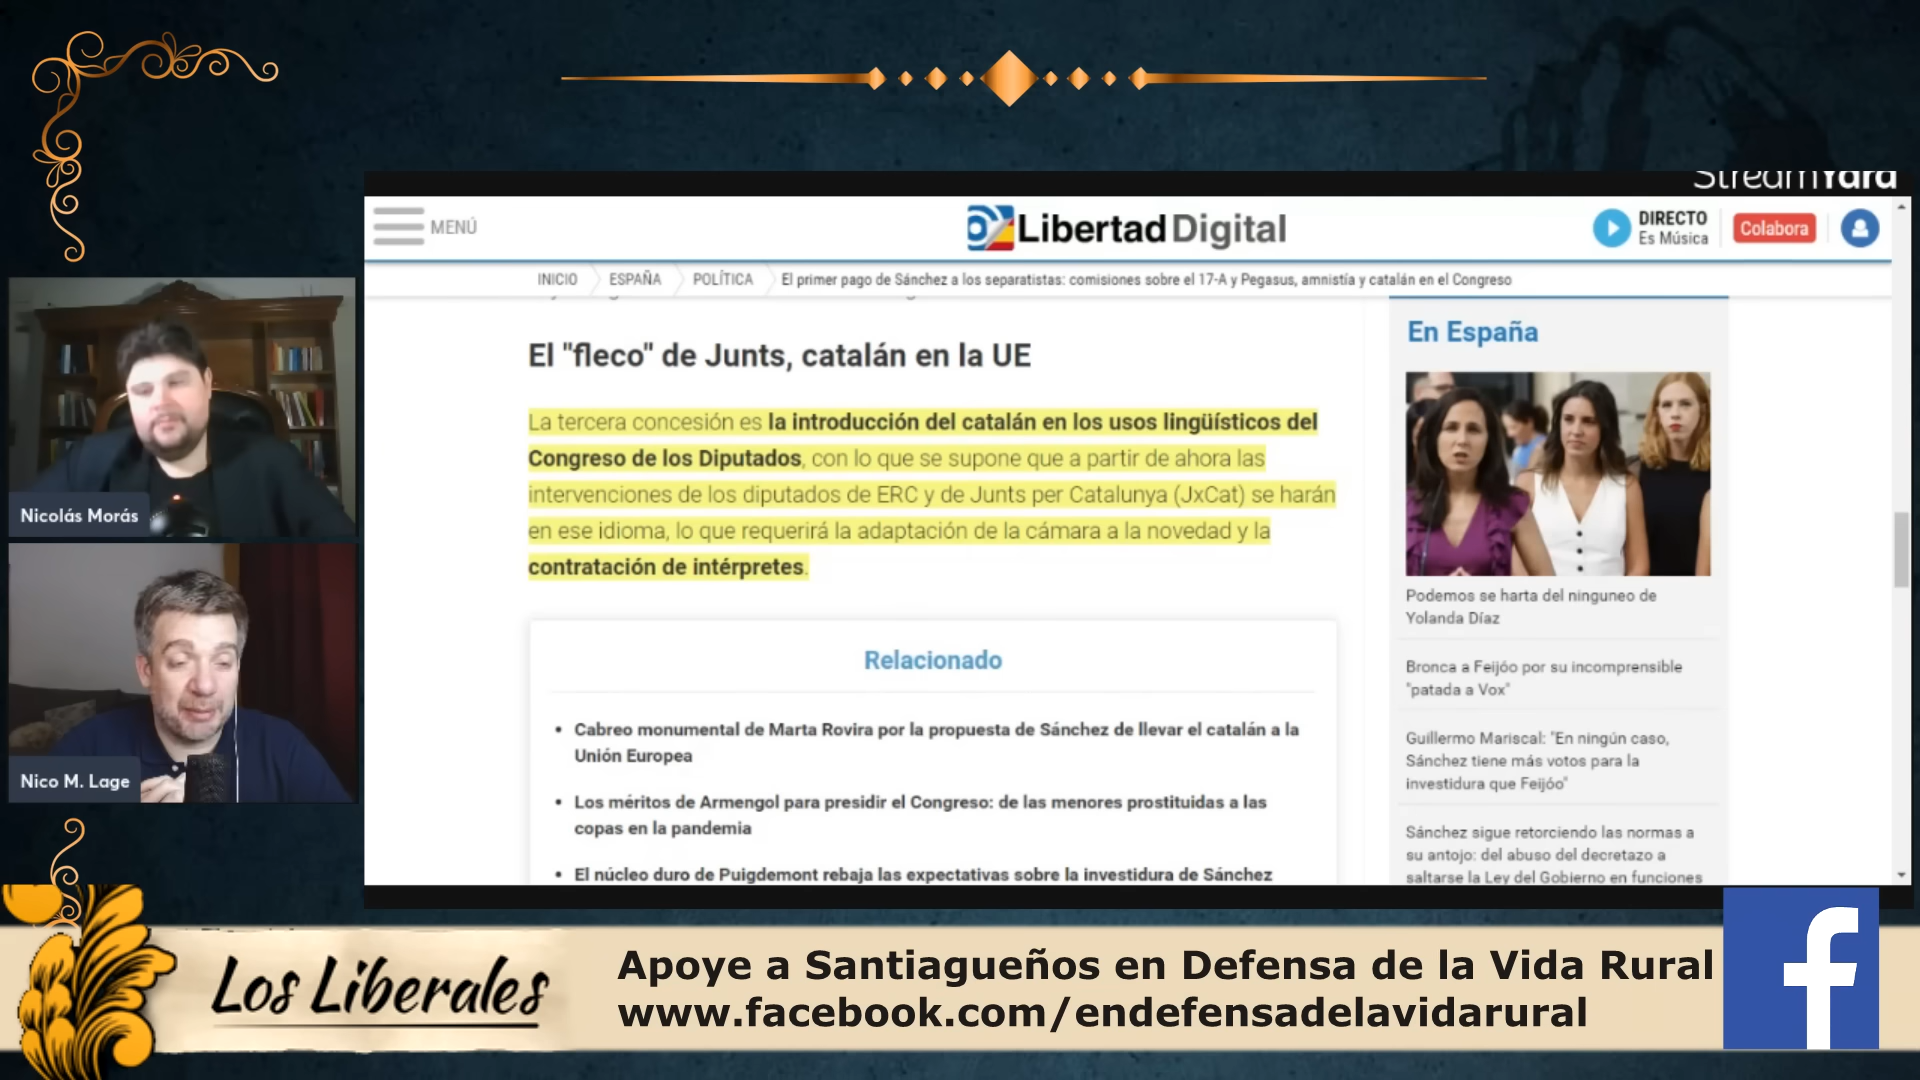 StreamYard
MENÚ
Libertad Digital
DIRECTO
Es Música
Colabora
INICIO ESPAÑA POLÍTICA El primer pago de Sánchez a los separatistas: comisiones sobre el 17-A y Pegasus, amnistía y catalán en el Congreso
El "fleco" de Junts, catalán en la UE
La tercera concesión es la introducción del catalán en los usos lingüísticos del
Congreso de los Diputados, con lo que se supone que a partir de ahora las
intervenciones de los diputados de ERC y de Junts per Catalunya (JxCat) se harán
en ese idioma, lo que requerirá la adaptación de la cámara a la novedad y la
contratación de intérpretes.
Relacionado
• Cabreo monumental de Marta Rovira por la propuesta de Sánchez de llevar el catalán a la
Unión Europea
• Los méritos de Armengol para presidir el Congreso: de las menores prostituidas a las
copas en la pandemia
• El núcleo duro de Puigdemont rebaja las expectativas sobre la investidura de Sánchez
En España
Podemos se harta del ninguneo de
Yolanda Díaz
Bronca a Feijóo por su incomprensible
"patada a Vox"
Guillermo Mariscal: "En ningún caso,
Sánchez tiene más votos para la
investidura que Feijóo"
Sánchez sigue retorciendo las normas a
su antojo: del abuso del decretazo a
saltarse la Ley del Gobierno en funciones
Nicolás Morás
Nico M. Lage
Los Liberales
Apoye a Santiagueños en Defensa de la Vida Rural
www.facebook.com/endefensadelavidarural
f